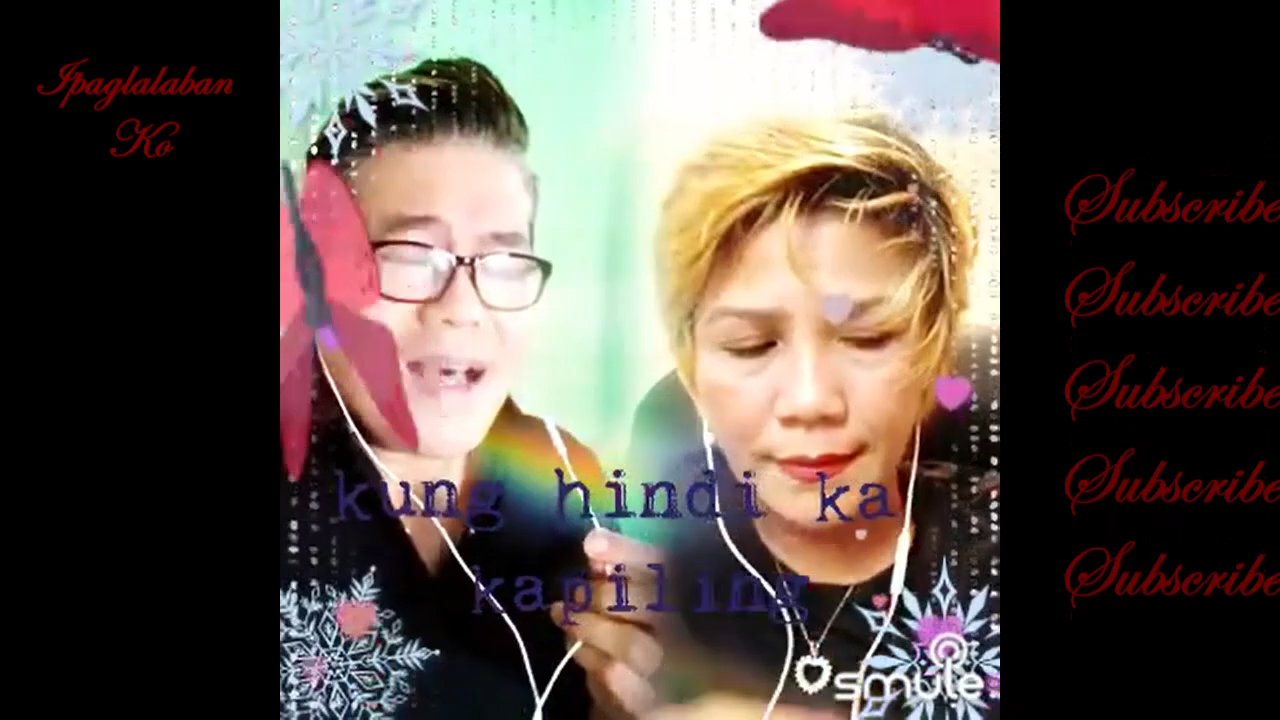 Ipaglalaban
Ko
Subscribe
Subscribe
Subscribe
Subscribe
Subscribe
kung hindi ka
kapiling
smule